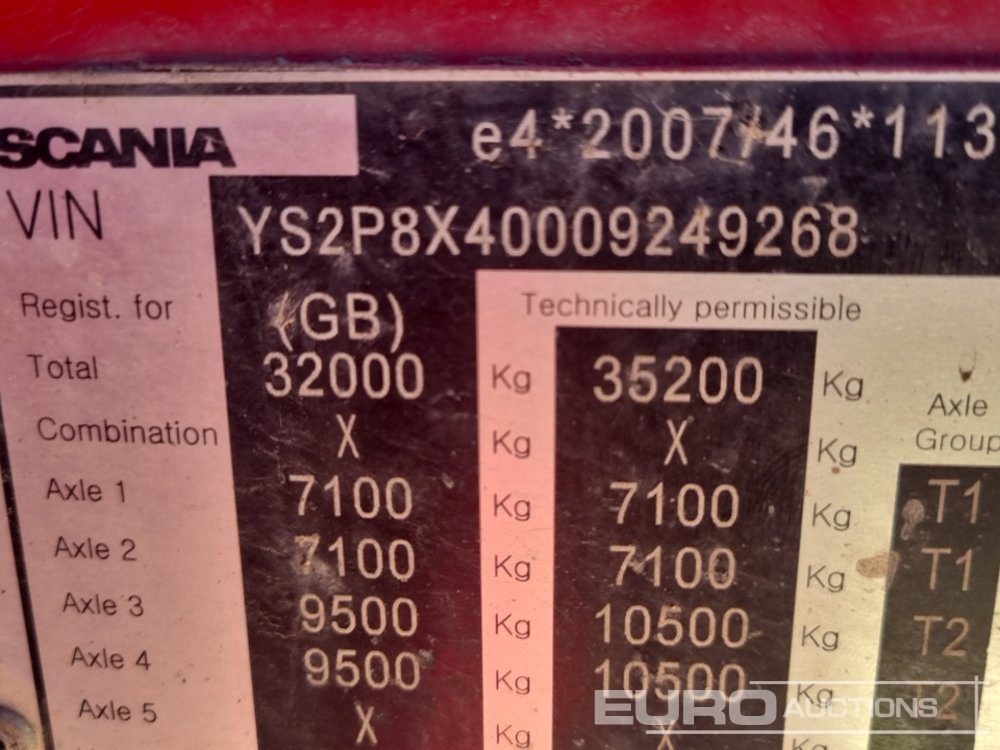 SCANIA e4*2007/46*113
VIN YS2P8X40009249268
Regist. for (GB) Technically permissible
Total 32000 Kg 35200 Kg
Combination X Kg X Kg
Axle
Group
Axle 1 7100 Kg 7100 Kg T1
Axle 2 7100 Kg 7100 Kg T1
Axle 3 9500 Kg 10500 Kg T2
Axle 4 9500 Kg 10500 Kg T2
Axle 5 X Kg X Kg
EURO AUCTIONS